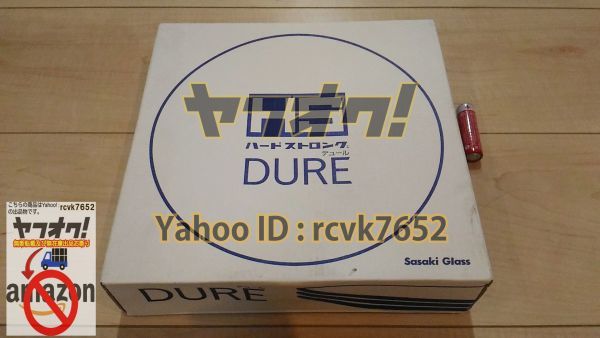 ヤフオク!
ハードストロング
デュール
DURE
Yahoo ID : rcvk7652
Sasaki Glass
DURE
こちらの商品はYahoo!
の出品物です。 rcvk7652
ヤフオク!
amazon